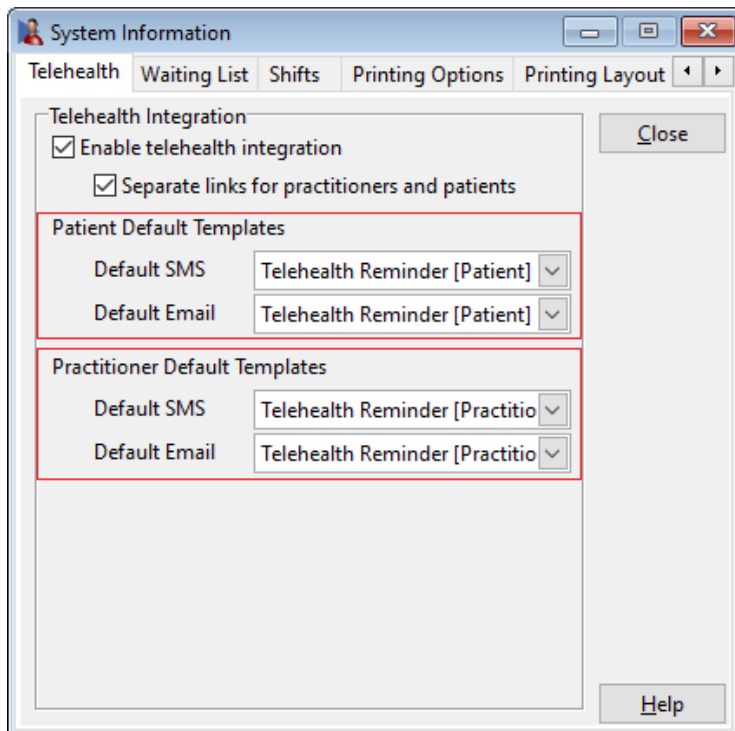 System Information
Telehealth Waiting List Shifts Printing Options Printing Layout
Telehealth Integration
Close
Enable telehealth integration
Separate links for practitioners and patients
Patient Default Templates
Default SMS Telehealth Reminder [Patient]
Default Email Telehealth Reminder [Patient]
Practitioner Default Templates
Default SMS Telehealth Reminder [Practitio
Default Email Telehealth Reminder [Practitio
Help